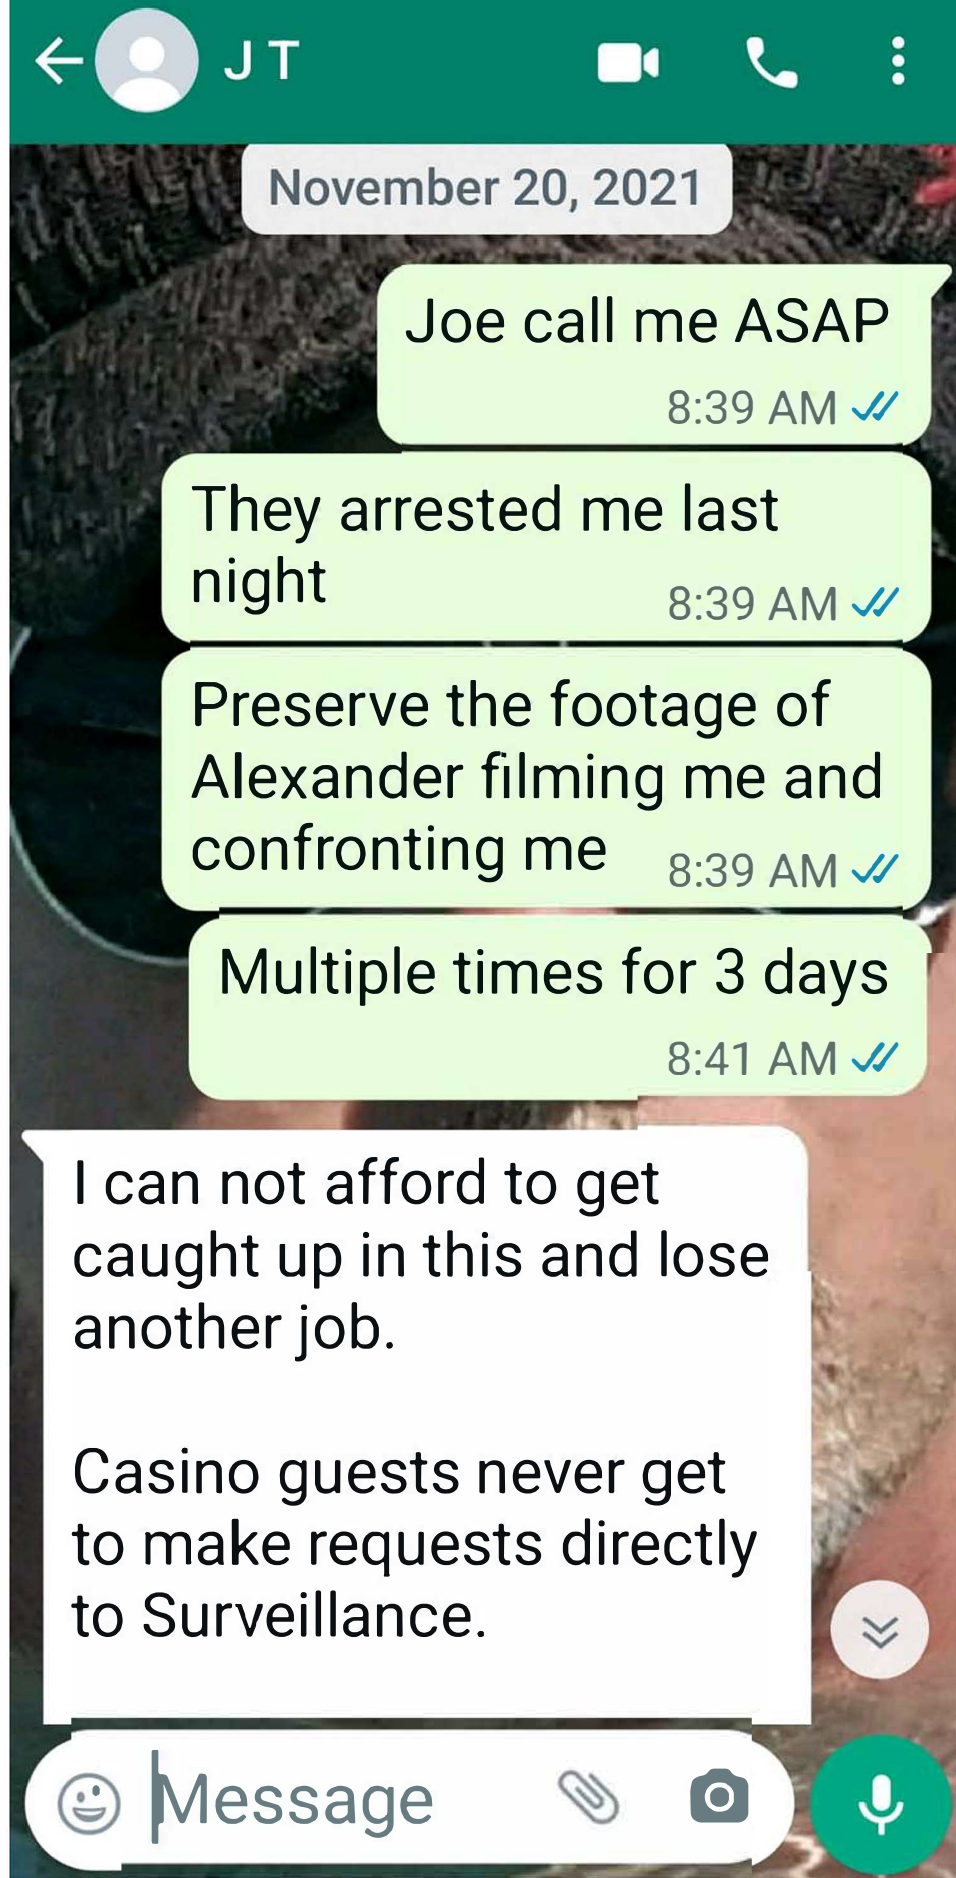 J T
November 20, 2021
Joe call me ASAP
8:39 AM
They arrested me last
night
8:39 AM
Preserve the footage of
Alexander filming me and
confronting me
8:39 AM
Multiple times for 3 days
8:41 AM
I can not afford to get
caught up in this and lose
another job.
Casino guests never get
to make requests directly
to Surveillance.
Message